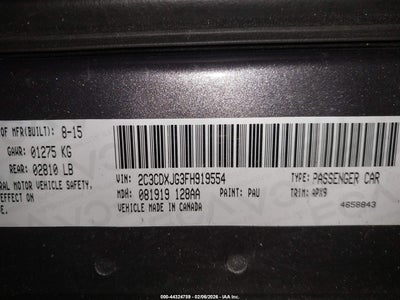 OF MFR(BUILT): 8-15
GAWR: 01275 KG
REAR: 02810 LB
RAL MOTOR VEHICLE SAFETY,
EFFECT ON
E.
VIN: 2C3CDXJG3FH919554
TYPE: PASSENGER CAR
MDH: 081919 128AA
PAINT: PAU
TRIM: APX9
VEHICLE MADE IN CANADA
4658843
000-44324759 - 02/06/2026 - IAA Inc.